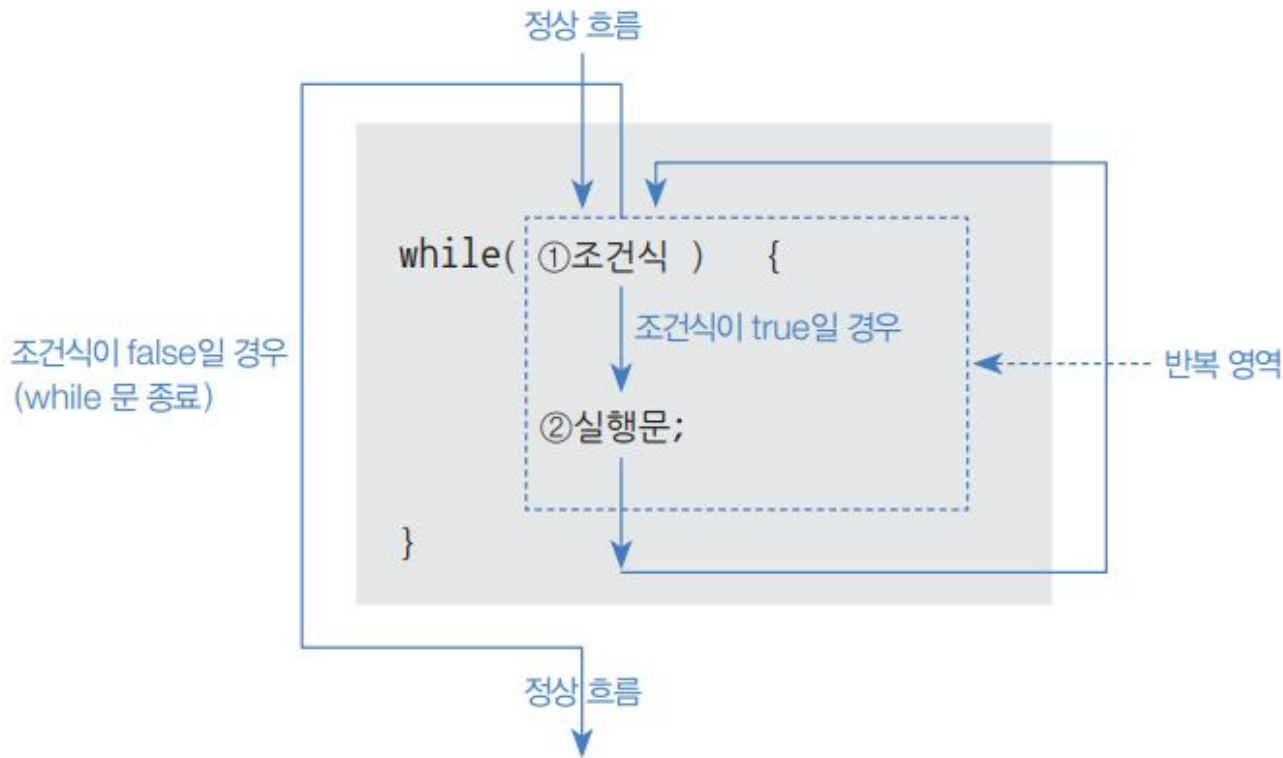 정상 흐름
while( ①조건식 ) {
조건식이 true일 경우
조건식이 false일 경우
(while 문 종료)
반복 영역
②실행문;
}
정상 흐름